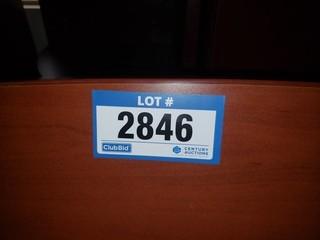 LOT #
2846
ClubBid
CENTURY
AUCTIONS